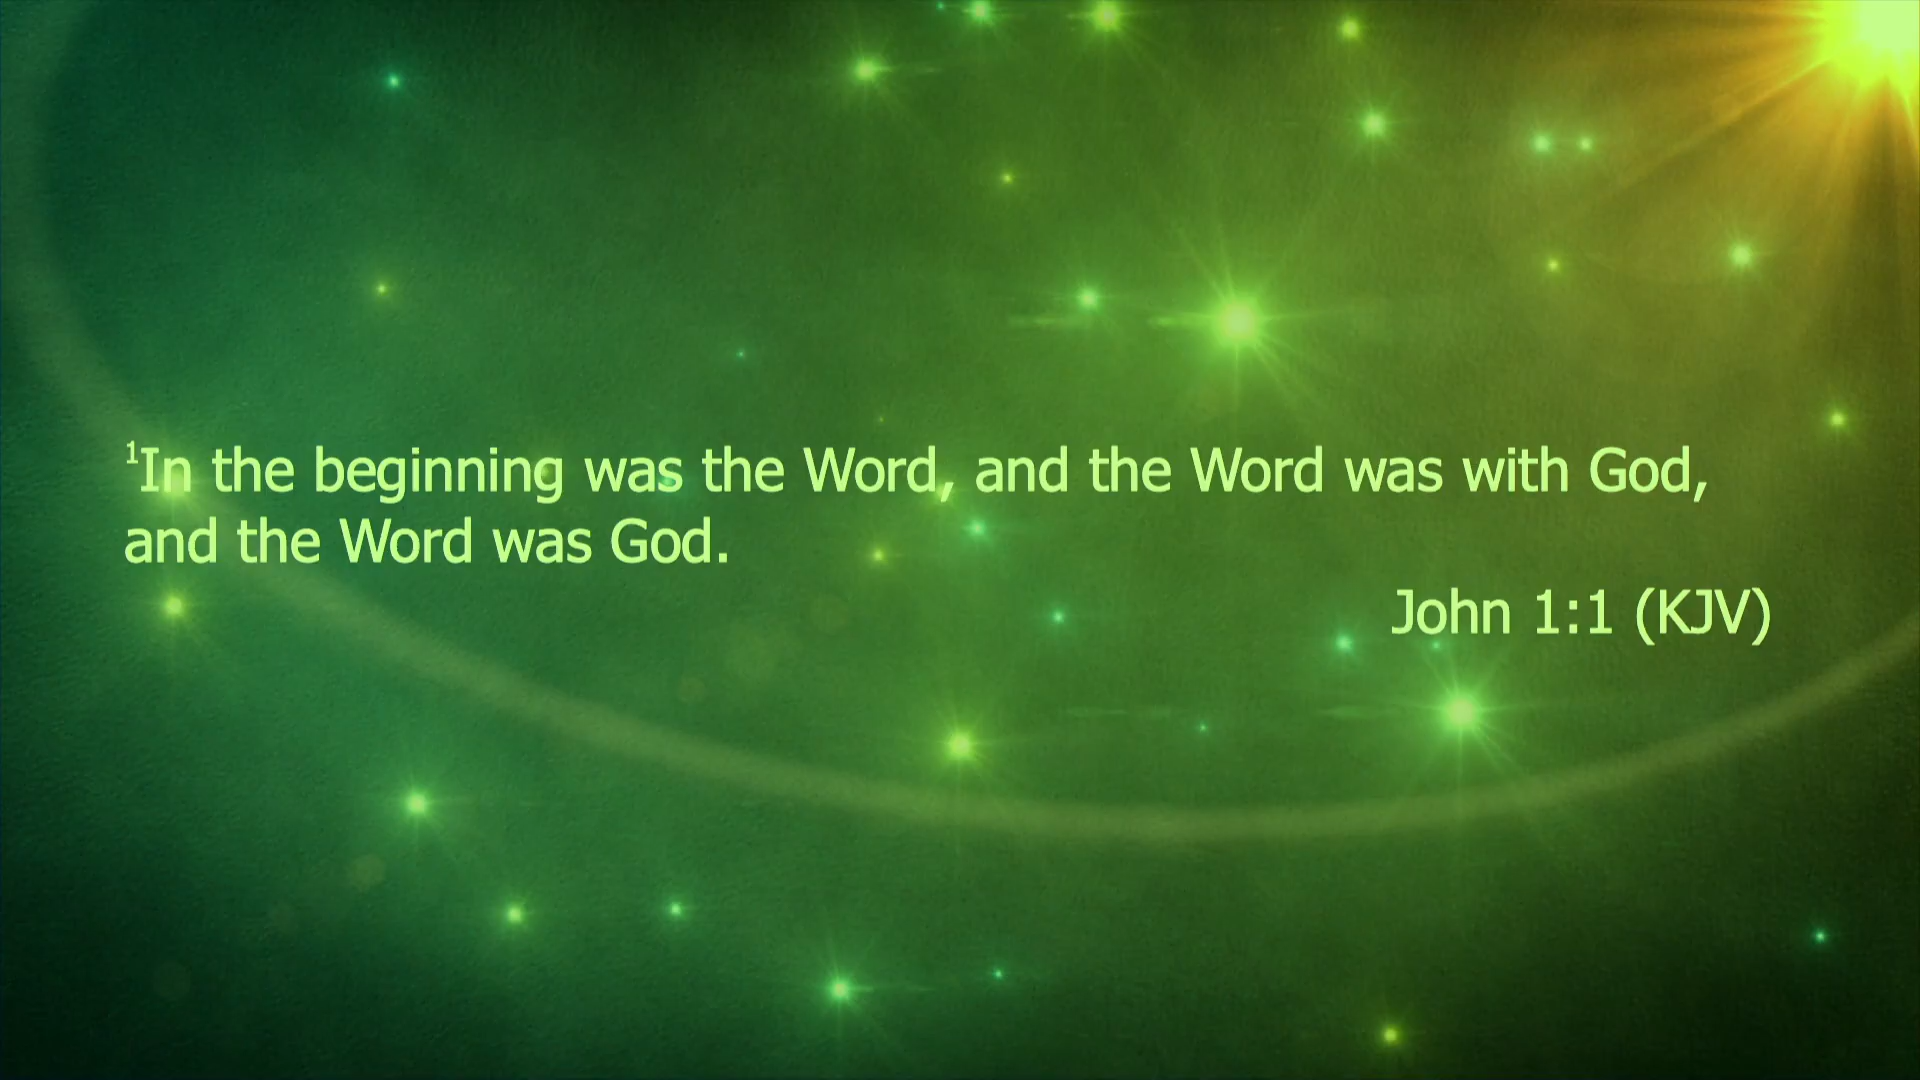 ¹In the beginning was the Word, and the Word was with God,
and the Word was God.
John 1:1 (KJV)